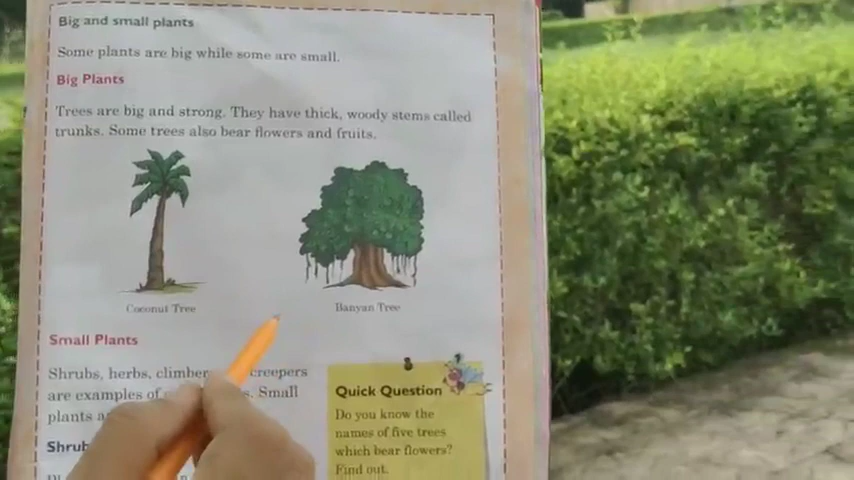 Big and small plants
Some plants are big while some are small.
Big Plants
Trees are big and strong. They have thick, woody stems called
trunks. Some trees also bear flowers and fruits.
Coconut Tree
Banyan Tree
Small Plants
Shrubs, herbs, climber creepers
are examples of s. Small
plants a
Shrub
Quick Question
Do you know the
names of five trees
which bear flowers?
Find out.